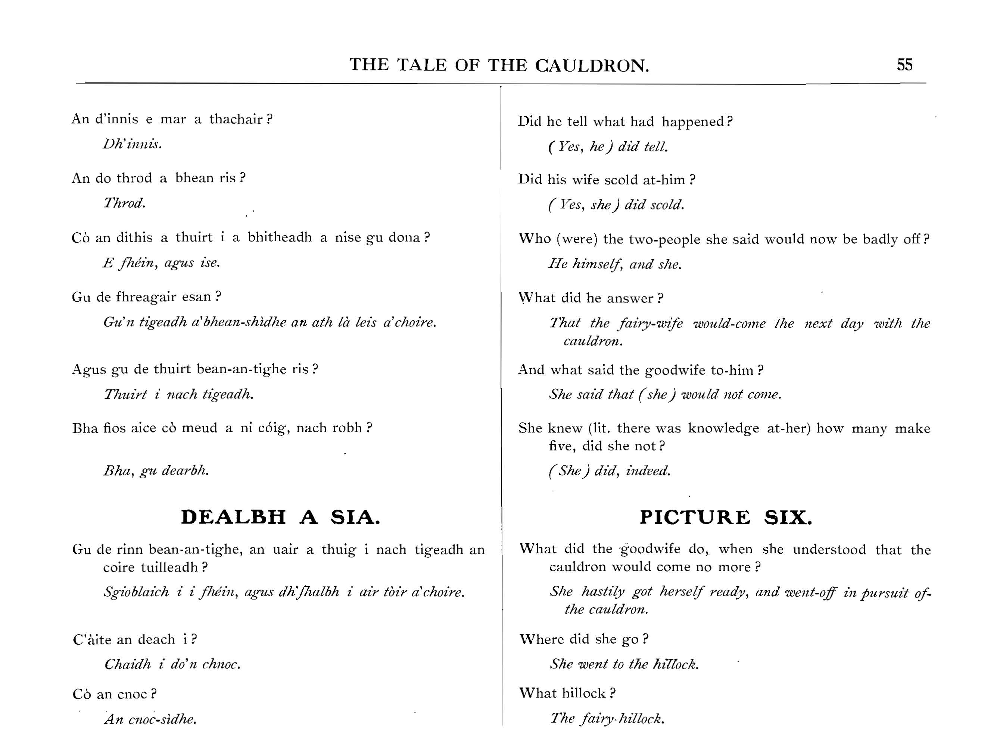 THE TALE OF THE CAULDRON.
55
An d'innis e mar a thachair ?
Dh'innis.
An do throd a bhean ris ?
Throd.
Cò an dithis a thuirt i a bhitheadh a nise gu dona ?
E fhéin, agus ise.
Gu de fhreagair esan ?
Gu'n tigeadh a' bhean-shìdhe an ath là leis a' choire.
Agus gu de thuirt bean-an-tighe ris ?
Thuirt i nach tigeadh.
Bha fios aice cò meud a ni cóig, nach robh ?
Bha, gu dearbh.
DEALBH A SIA.
Gu de rinn bean-an-tighe, an uair a thuig i nach tigeadh an
coire tuilleadh ?
Sgioblaich i i fhéin, agus dh'fhalbh i air tòir a' choire.
C'àite an deach i ?
Chaidh i do'n chnoc.
Cò an cnoc ?
An cnoc-sìdhe.
Did he tell what had happened ?
( Yes, he ) did tell.
Did his wife scold at-him ?
( Yes, she ) did scold.
Who (were) the two-people she said would now be badly off ?
He himself, and she.
What did he answer ?
That the fairy-wife would-come the next day with the
cauldron.
And what said the goodwife to-him ?
She said that ( she ) would not come.
She knew (lit. there was knowledge at-her) how many make
five, did she not ?
( She ) did, indeed.
PICTURE SIX.
What did the goodwife do, when she understood that the
cauldron would come no more ?
She hastily got herself ready, and went-off in pursuit of-
the cauldron.
Where did she go ?
She went to the hillock.
What hillock ?
The fairy-hillock.